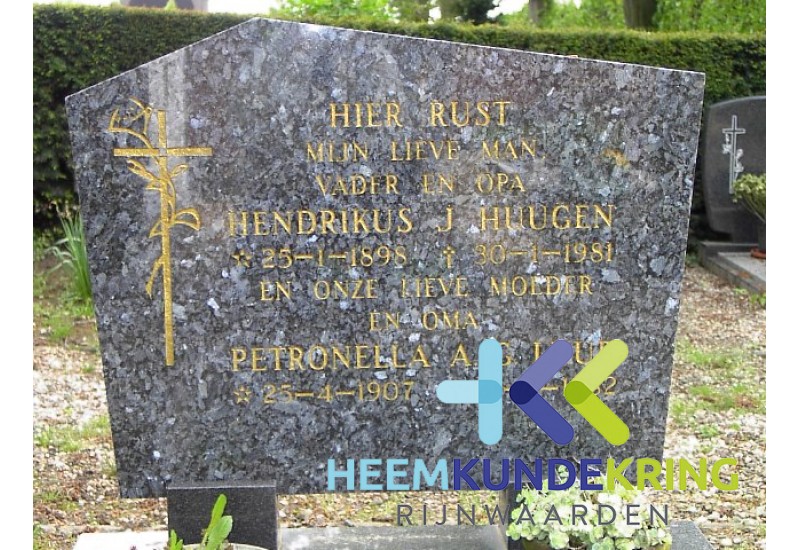 HIER RUST
MIJN LIEVE MAN
VADER EN OPA
HENDRIKUS J HUUGEN
* 25-1-1898 † 30-1-1981
EN ONZE LIEVE MOEDER
EN OMA
PETRONELLA A
* 25-4-1907
HEEMKUNDEKRING
RIJNWAARDEN